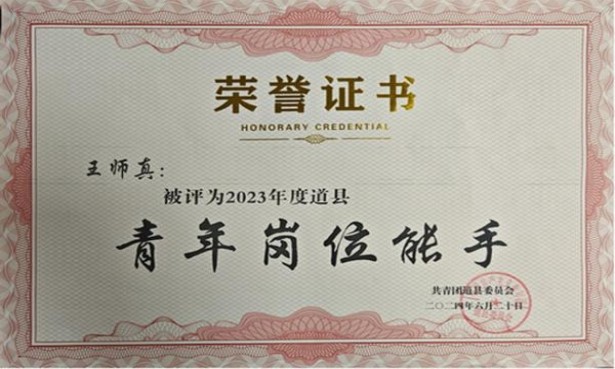 荣誉证书
HONORARY CREDENTIAL
王师真：
被评为2023年度道县
青年岗位能手
共青团道县委员会
二〇二四年六月二十日